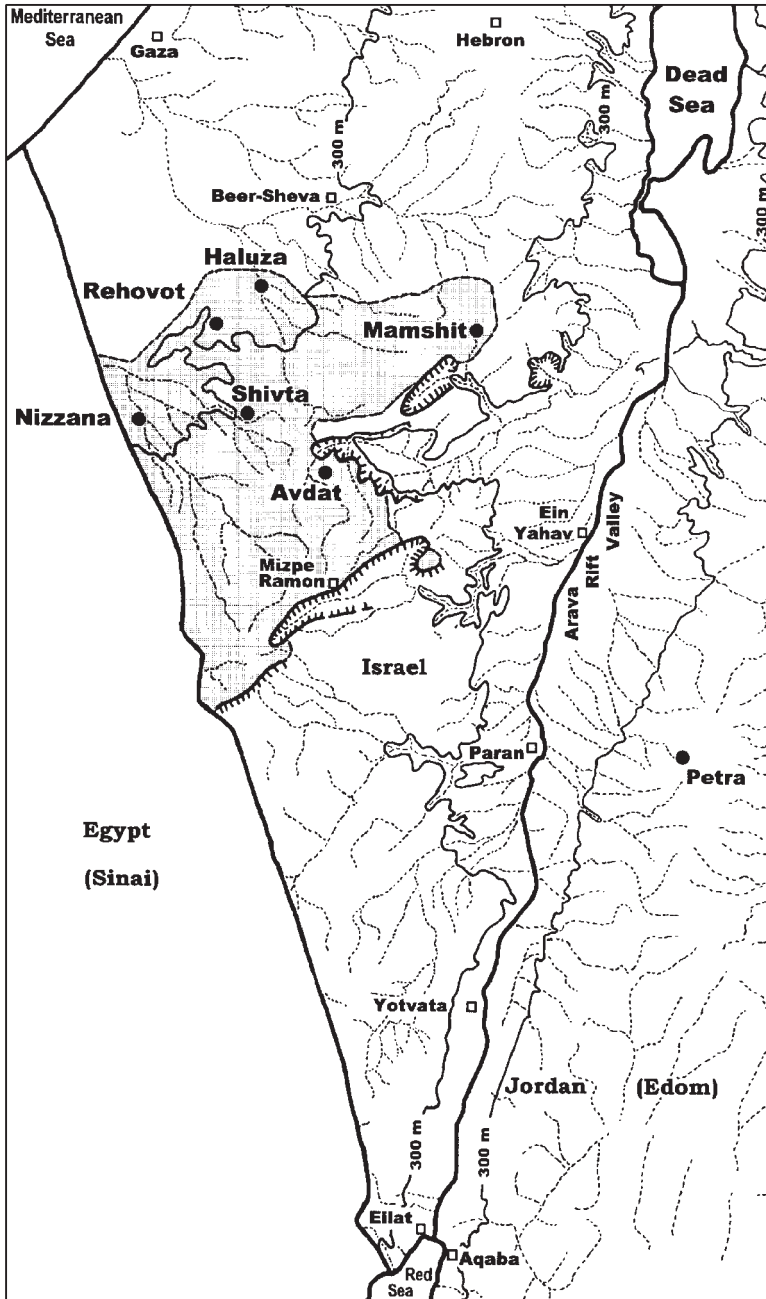 Mediterranean
Sea
Gaza
Hebron
Dead
Sea
300 m
300 m
300 m
Beer-Sheva
Haluza
Rehovot
Mamshit
Shivta
Nizzana
Avdat
Ein
Yahav
Arava
Rift
Valley
Mizpe
Ramon
Israel
Paran
Petra
Egypt
(Sinai)
Yotvata
Jordan
(Edom)
300 m
300 m
Eilat
Aqaba
Red
Sea